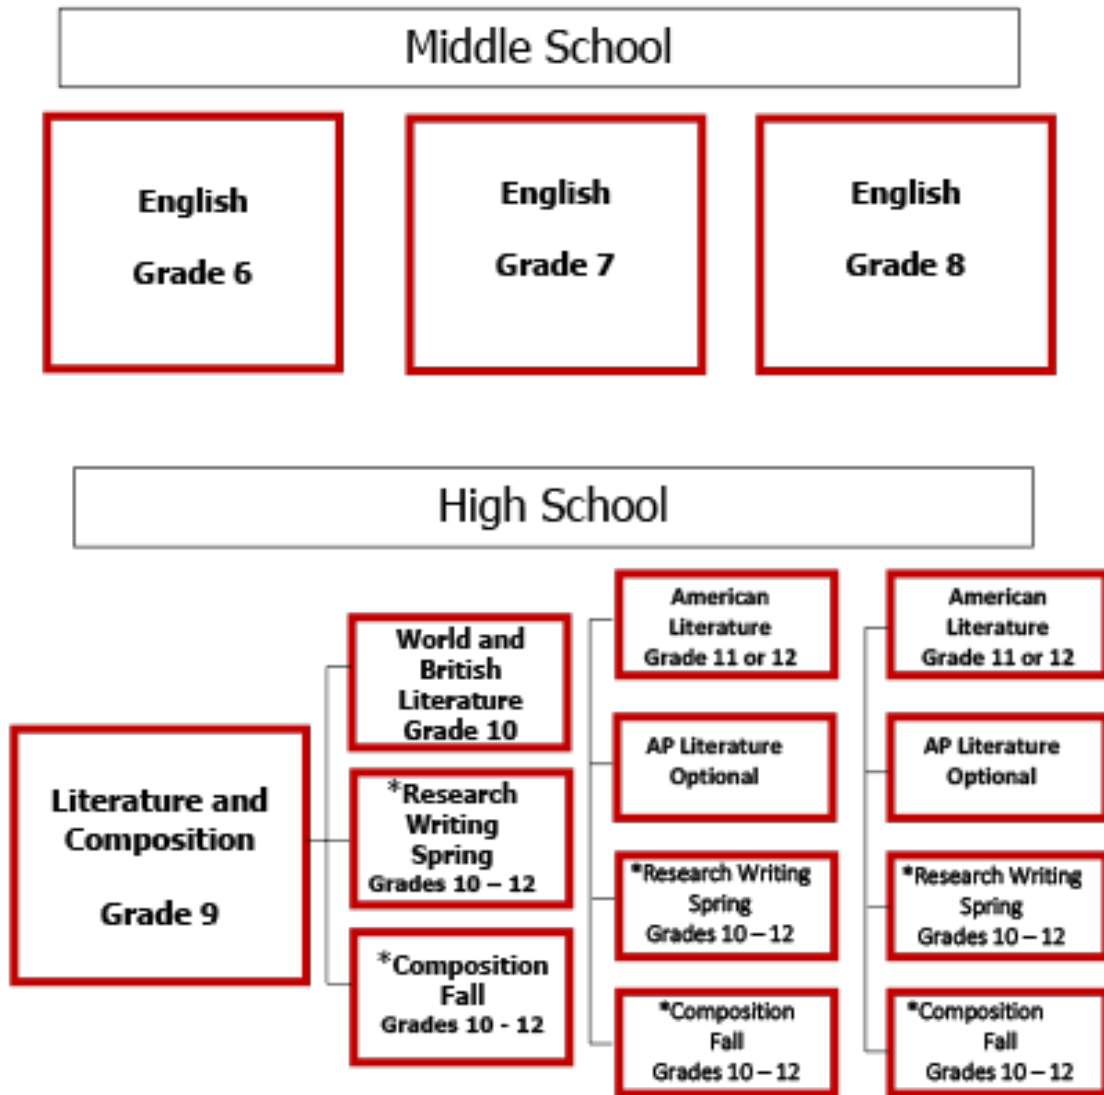 Middle School
English
Grade 6
English
Grade 7
English
Grade 8
High School
Literature and
Composition
Grade 9
World and
British
Literature
Grade 10
*Research
Writing
Spring
Grades 10 – 12
*Composition
Fall
Grades 10 - 12
American
Literature
Grade 11 or 12
AP Literature
Optional
*Research Writing
Spring
Grades 10 – 12
*Composition
Fall
Grades 10 – 12
American
Literature
Grade 11 or 12
AP Literature
Optional
*Research Writing
Spring
Grades 10 – 12
*Composition
Fall
Grades 10 – 12